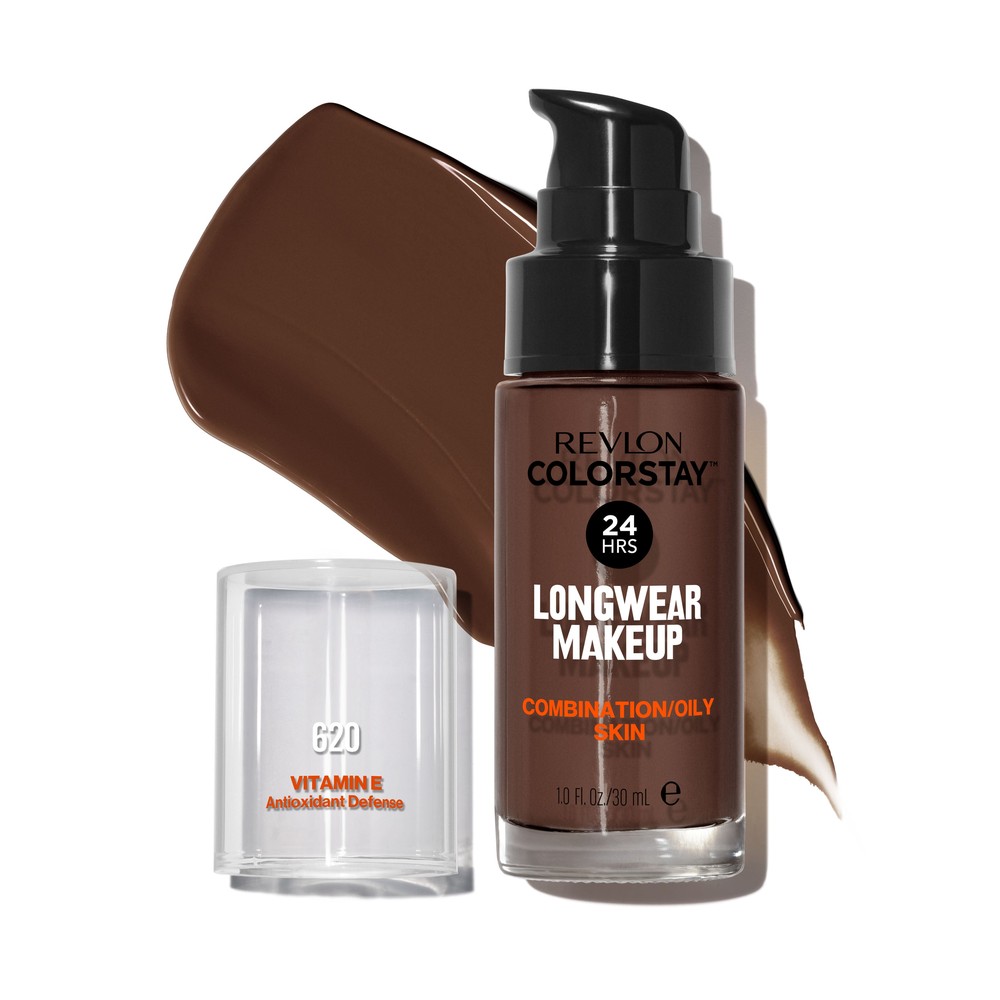 REVLON
COLORSTAY™
24
HRS
LONGWEAR
MAKEUP
COMBINATION/OILY
SKIN
1.0 Fl. Oz./30 mL ℮
620
VITAMIN E
Antioxidant Defense